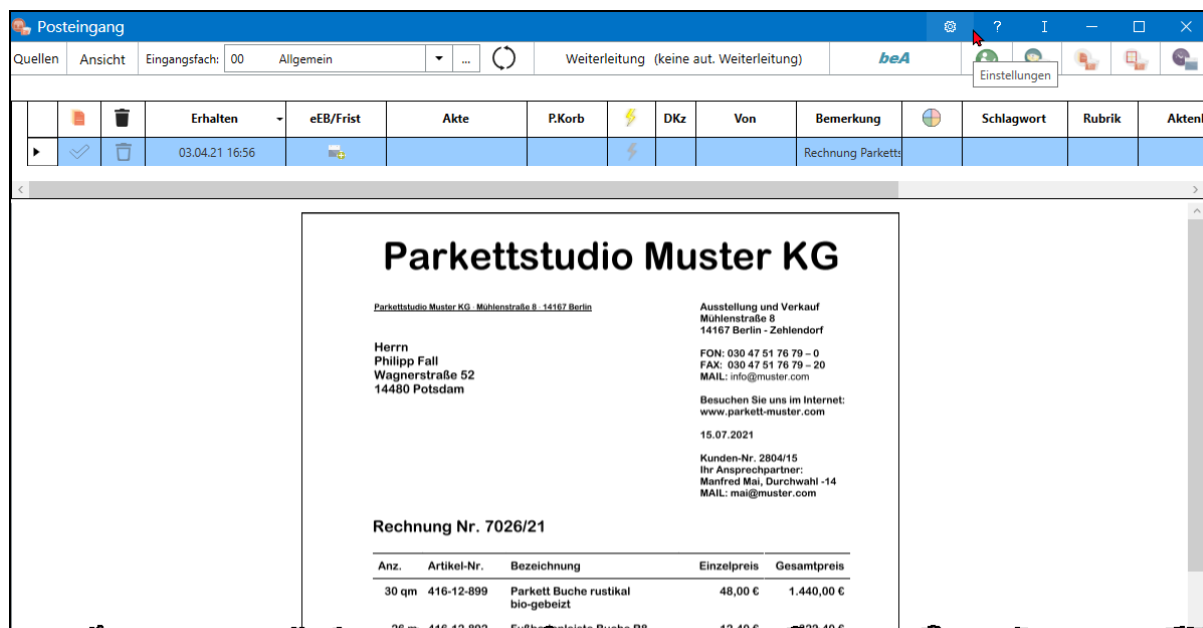 Posteingang ?
Quellen Ansicht Eingangsfach: 00 Allgemein ... Weiterleitung (keine aut. Weiterleitung) beA
Einstellungen
Erhalten eEB/Frist Akte P.Korb DKz Von Bemerkung Schlagwort Rubrik Aktenl
03.04.21 16:56 Rechnung Parketts
Parkettstudio Muster KG
Parkettstudio Muster KG · Mühlenstraße 8 · 14167 Berlin
Herrn
Philipp Fall
Wagnerstraße 52
14480 Potsdam
Ausstellung und Verkauf
Mühlenstraße 8
14167 Berlin - Zehlendorf
FON: 030 47 51 76 79 – 0
FAX: 030 47 51 76 79 – 20
MAIL: info@muster.com
Besuchen Sie uns im Internet:
www.parkett-muster.com
15.07.2021
Kunden-Nr. 2804/15
Ihr Ansprechpartner:
Manfred Mai, Durchwahl -14
MAIL: mai@muster.com
Rechnung Nr. 7026/21
Anz. Artikel-Nr. Bezeichnung Einzelpreis Gesamtpreis
30 qm 416-12-899 Parkett Buche rustikal 48,00 € 1.440,00 €
bio-gebeizt